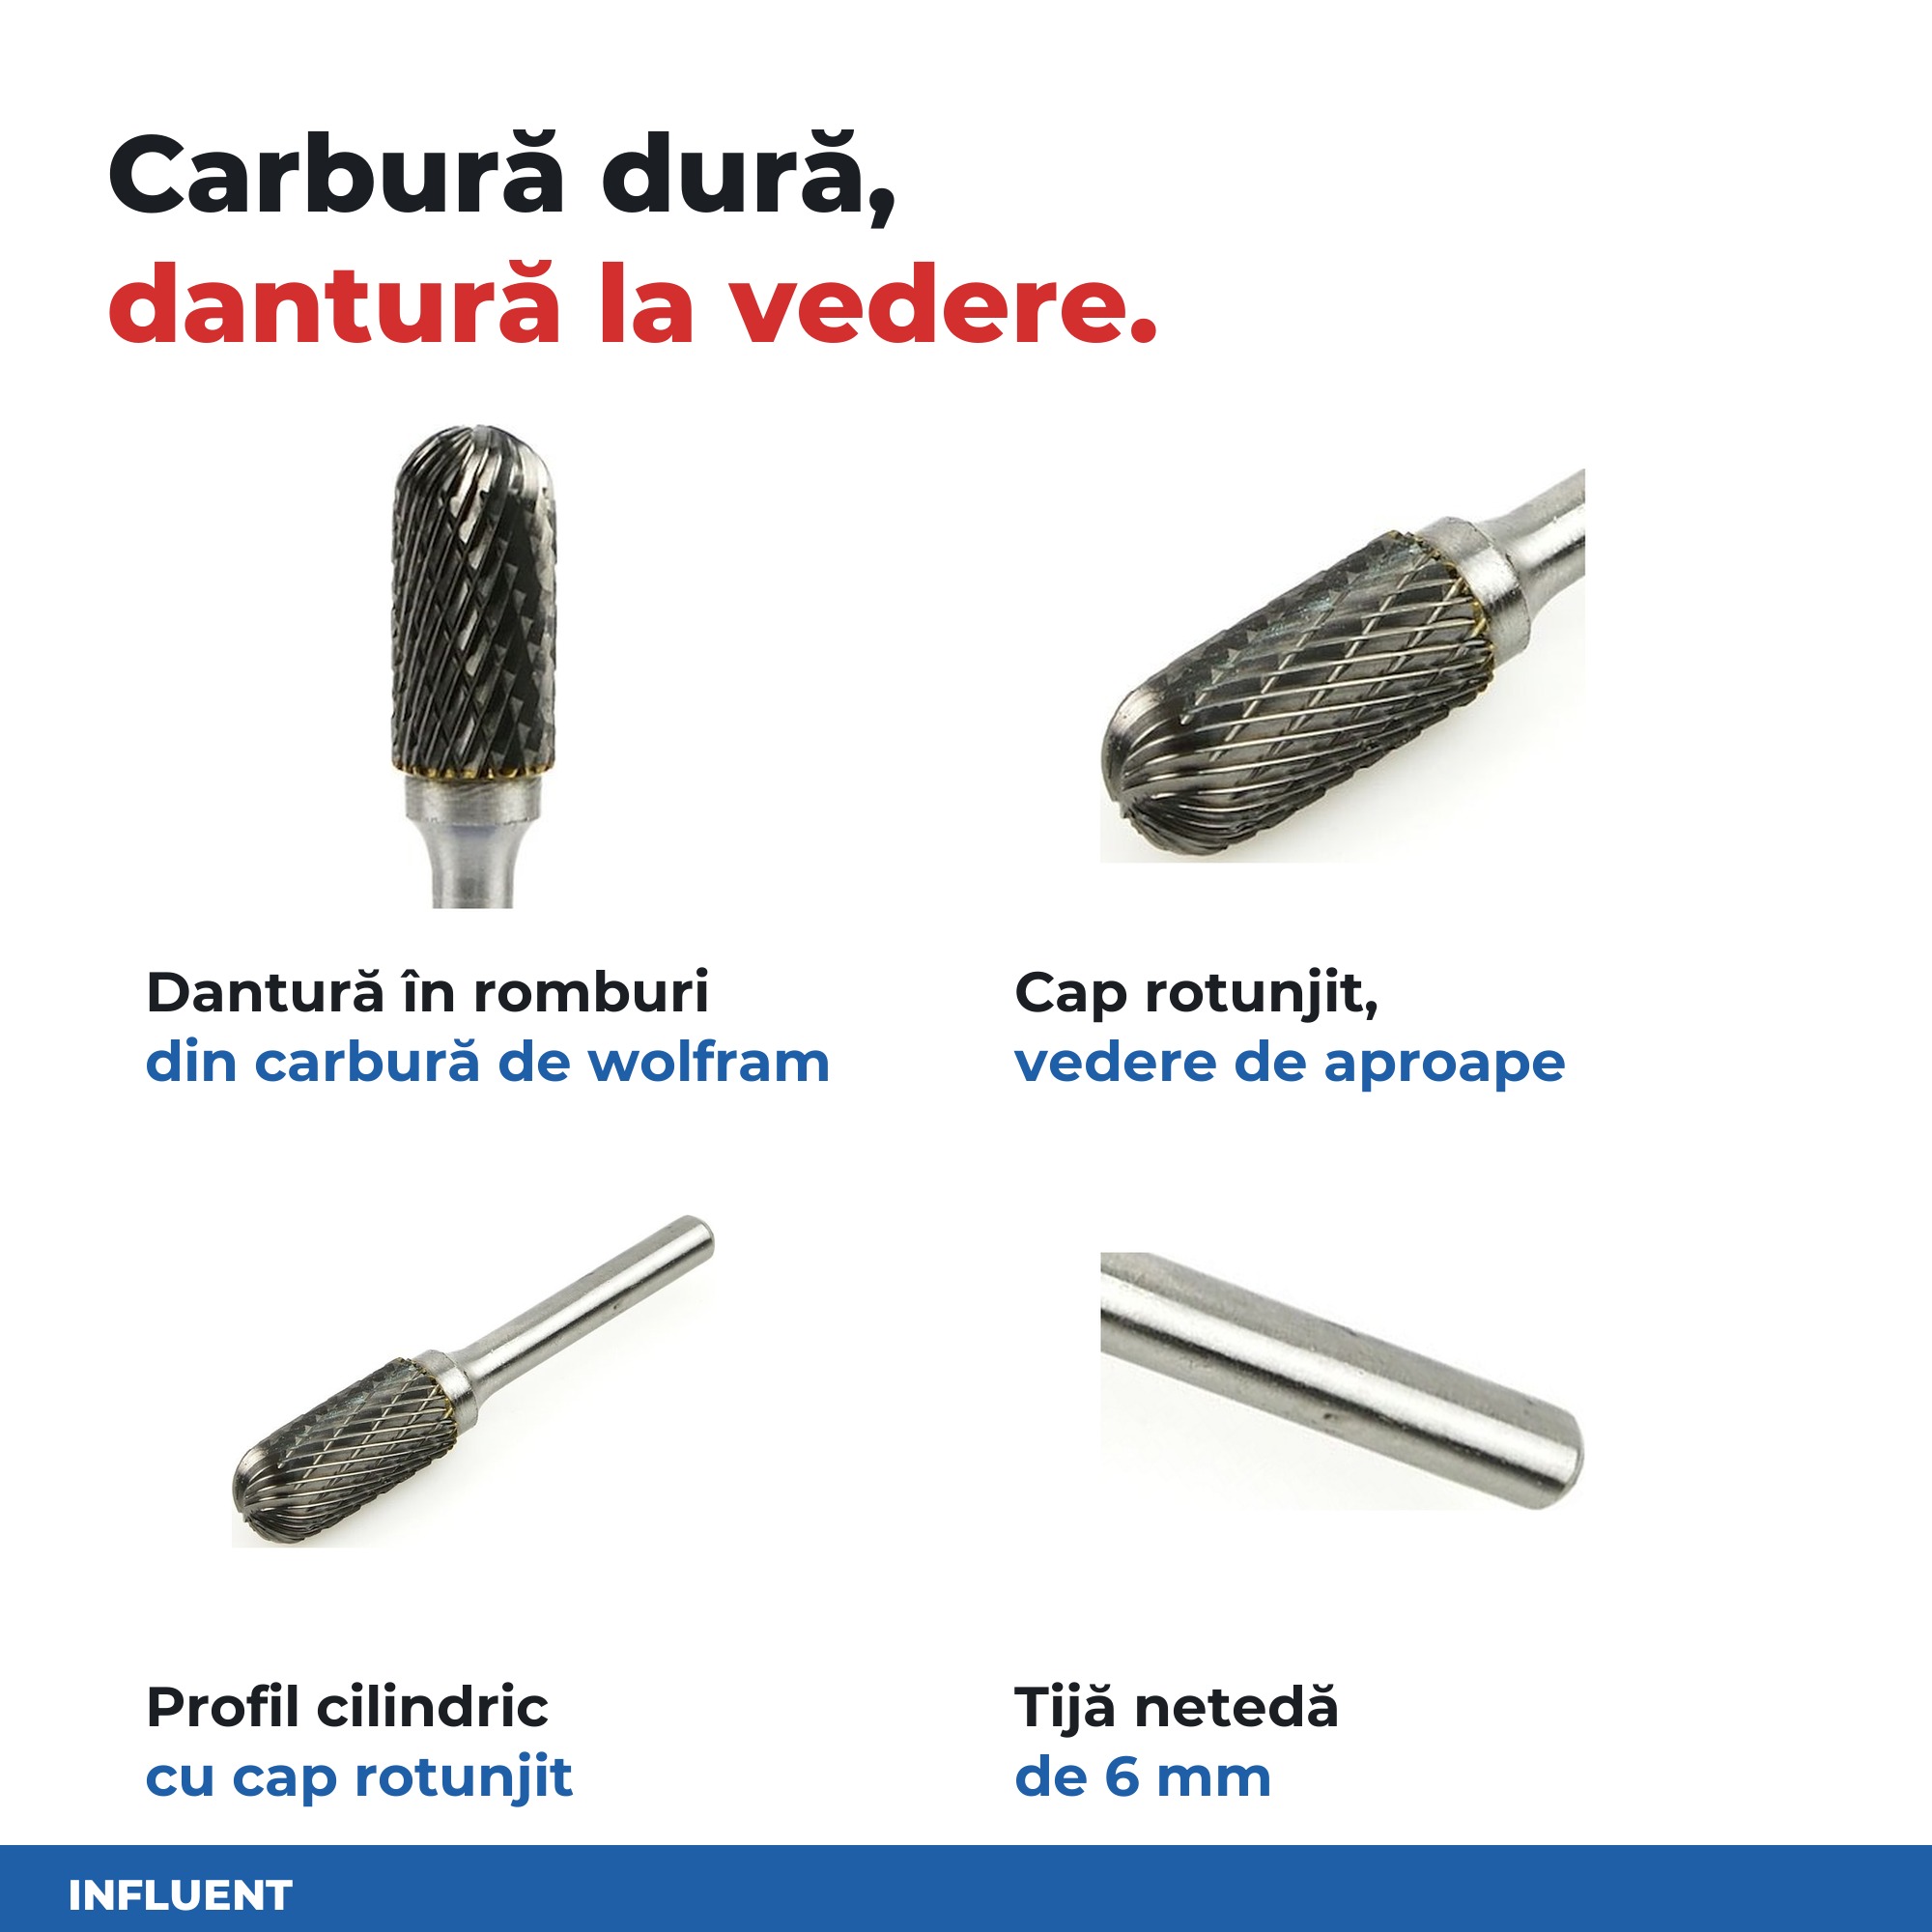 Carbură dură,
dantură la vedere.
Dantură în romburi
din carbură de wolfram
Cap rotunjit,
vedere de aproape
Profil cilindric
cu cap rotunjit
Tijă netedă
de 6 mm
INFLUENT